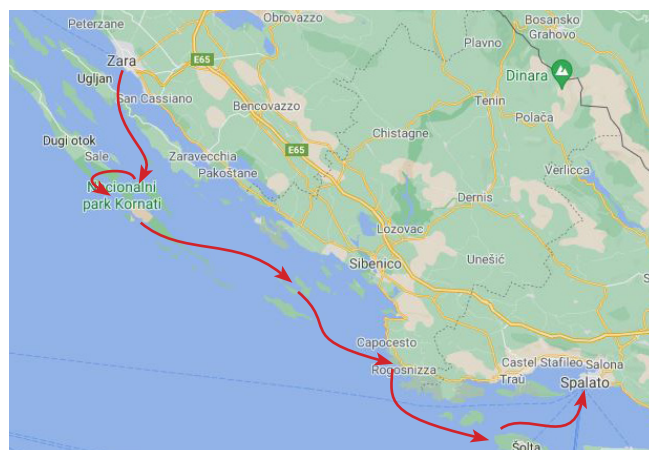 Peterzane
Obrovazzo
Bosansko
Grahovo
Plavno
Zara
E65
Ugljan
Dinara
San Cassiano
Bencovazzo
Tenin
Polača
Chistagne
Dugi otok
E65
Sale
Zaravecchia
Pakoštane
Vrlicca
Nacionalni
park Kornati
Dernis
Lozovac
Unešić
Sibenico
S
Capocesto
Rogosnizza
Castel Stafileo
Salona
Traù
Spalato
Šolta